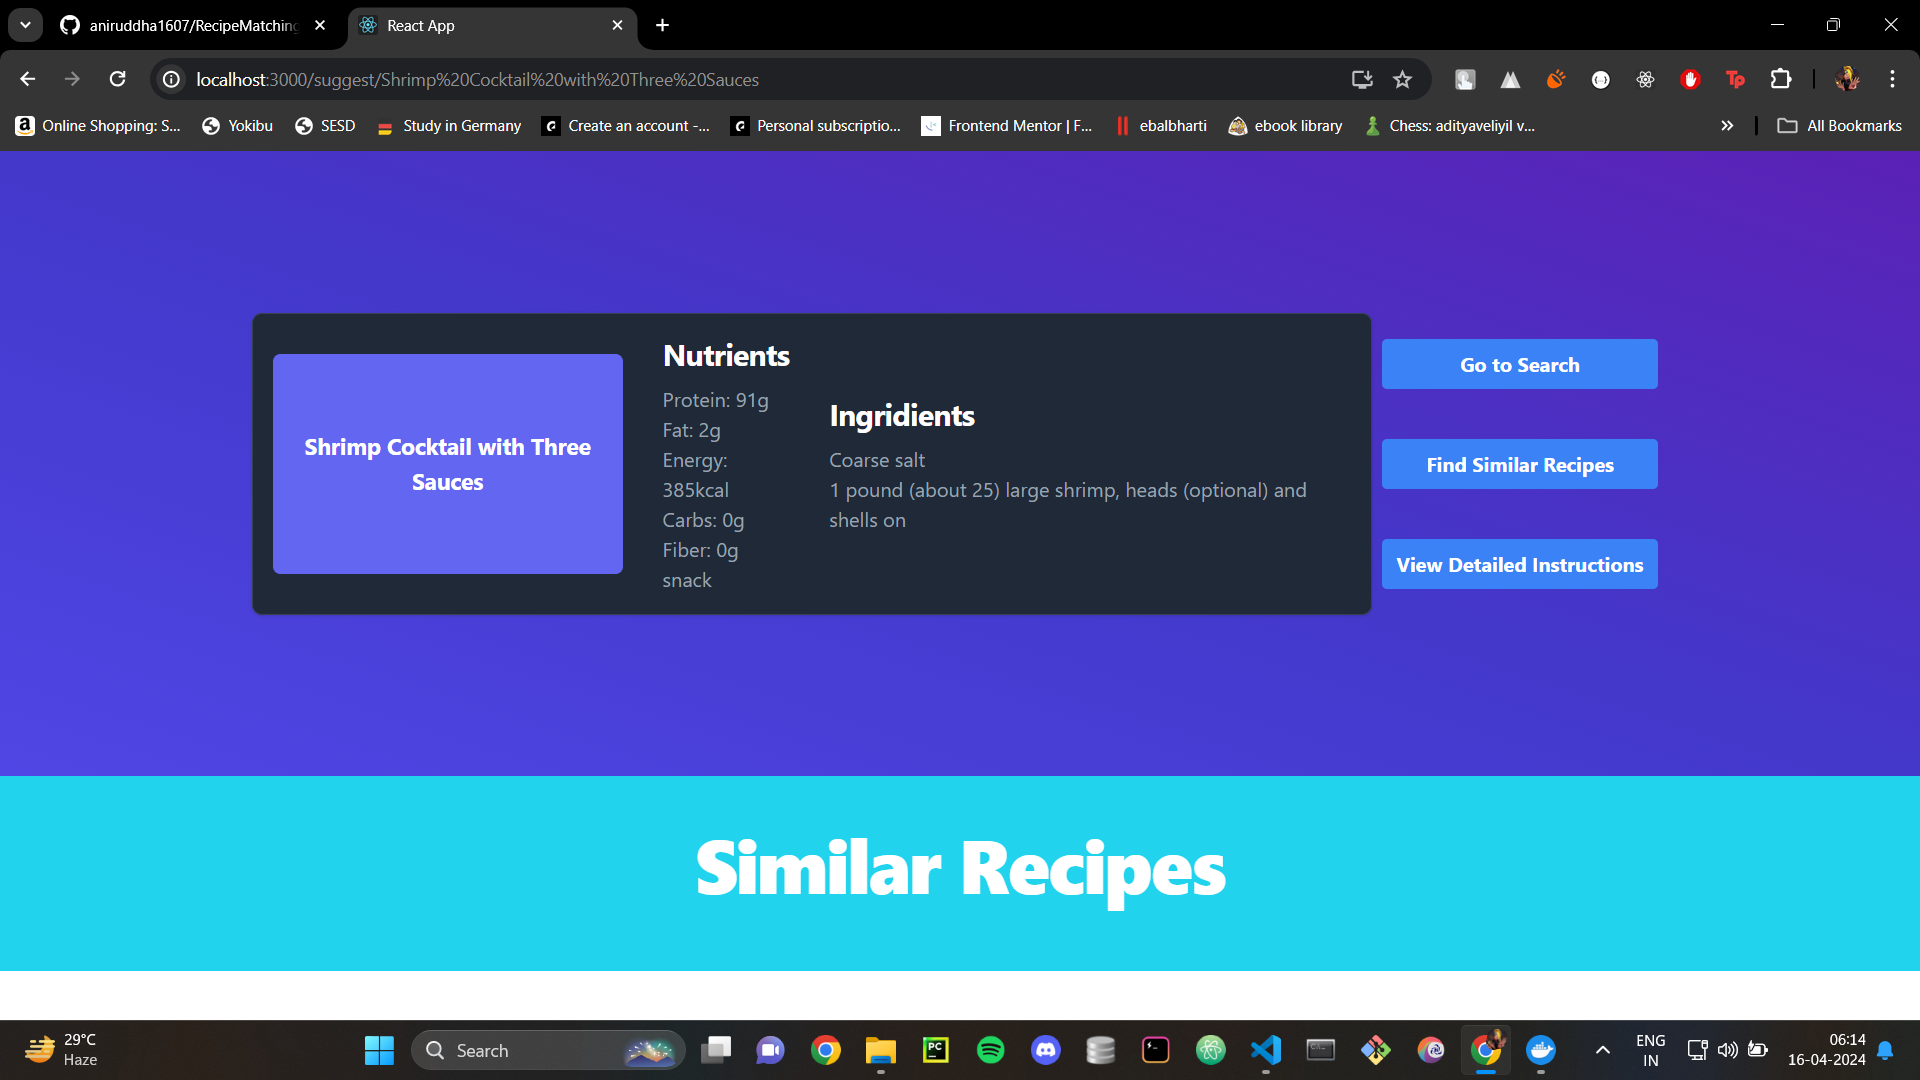 aniruddha1607/RecipeMatching
React App
localhost:3000/suggest/Shrimp%20Cocktail%20with%20Three%20Sauces
Online Shopping: S...
Yokibu
SESD
Study in Germany
Create an account -...
Personal subscriptio...
Frontend Mentor | F...
ebalbharti
ebook library
Chess: adityaveliyil v...
All Bookmarks
Shrimp Cocktail with Three
Sauces
Nutrients
Protein: 91g
Fat: 2g
Energy:
385kcal
Carbs: 0g
Fiber: 0g
snack
Ingridients
Coarse salt
1 pound (about 25) large shrimp, heads (optional) and
shells on
Go to Search
Find Similar Recipes
View Detailed Instructions
Similar Recipes
29°C
Haze
Search
ENG
IN
06:14
16-04-2024